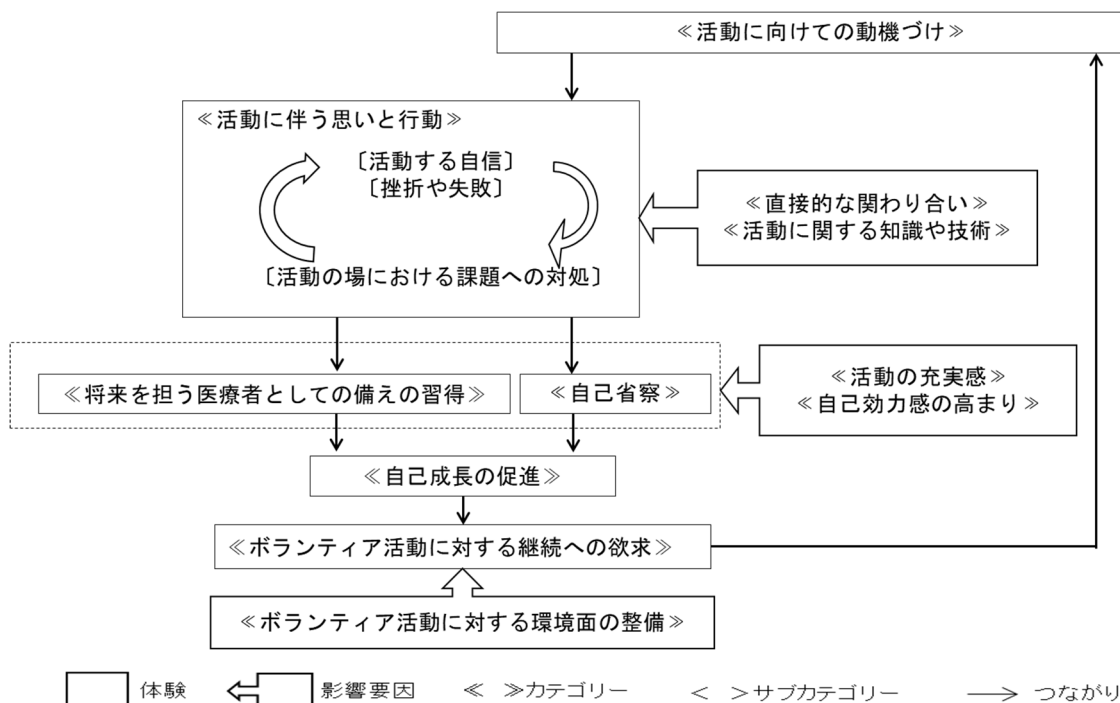 ≪活動に向けての動機づけ≫
≪活動に伴う思いと行動≫
〔活動する自信〕
〔挫折や失敗〕
〔活動の場における課題への対処〕
≪直接的な関わり合い≫
≪活動に関する知識や技術≫
≪将来を担う医療者としての備えの習得≫
≪自己省察≫
≪活動の充実感≫
≪自己効力感の高まり≫
≪自己成長の促進≫
≪ボランティア活動に対する継続への欲求≫
≪ボランティア活動に対する環境面の整備≫
体験 影響要因 ≪ ≫カテゴリー < >サブカテゴリー つながり